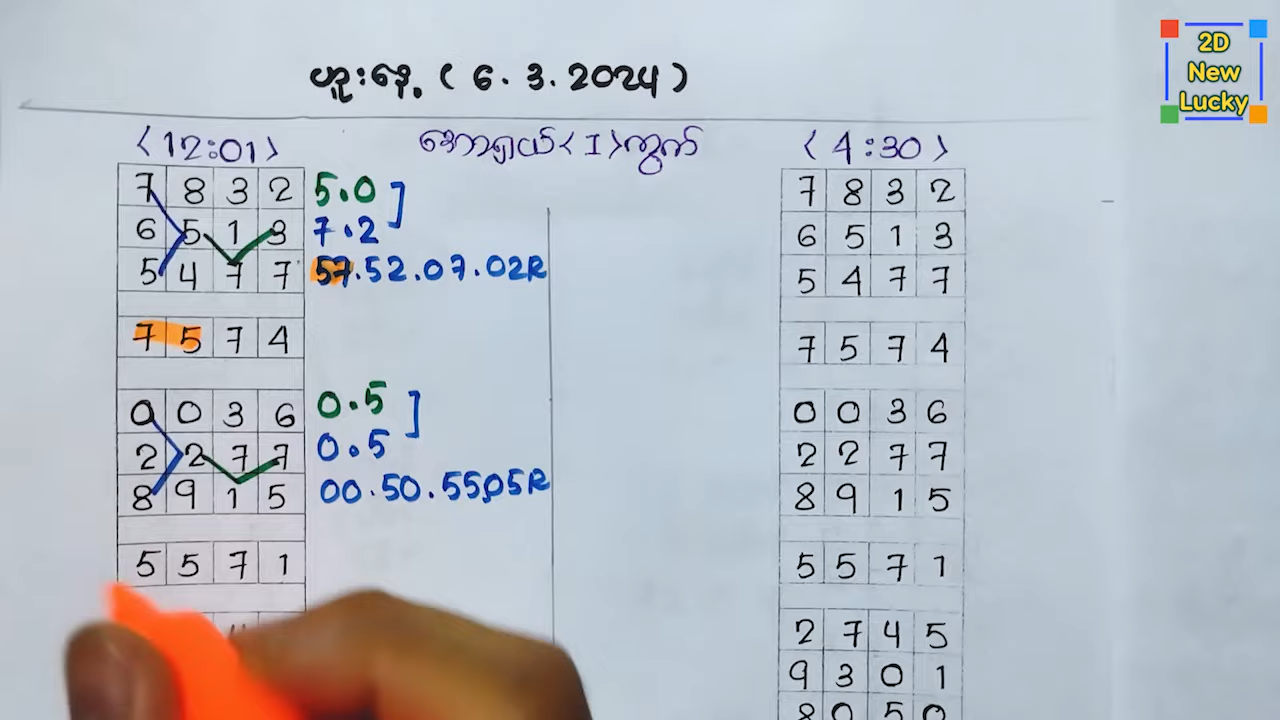 ဟူးနေ့ ( 6 . 3 . 2024 )
2D
New
Lucky
< 12:01 >
အောရှယ် < I > ကွက်
< 4:30 >
7 8 3 2 5.0 ]
6 5 1 3 7.2
5 4 7 7 57.52.07.02R
7 5 7 4
0 0 3 6 0.5 ]
2 2 7 7 0.5
8 9 1 5 00.50.55,05R
5 5 7 1
7 8 3 2
6 5 1 3
5 4 7 7
7 5 7 4
0 0 3 6
2 2 7 7
8 9 1 5
5 5 7 1
2 7 4 5
9 3 0 1
8 0 5 0